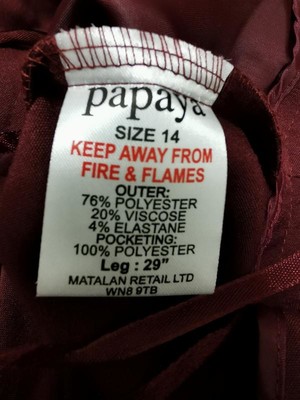 papaya
SIZE 14
KEEP AWAY FROM
FIRE & FLAMES
OUTER:
76% POLYESTER
20% VISCOSE
4% ELASTANE
POCKETING:
100% POLYESTER
Leg : 29"
MATALAN RETAIL LTD
WN8 9TB